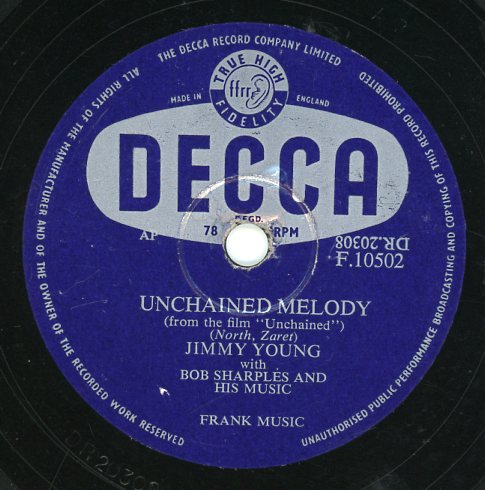 THE DECCA RECORD COMPANY LIMITED
ALL RIGHTS OF THE MANUFACTURER AND OF THE OWNER OF THE RECORDED WORK RESERVED
UNAUTHORISED PUBLIC PERFORMANCE BROADCASTING AND COPYING OF THIS RECORD PROHIBITED
TRUE HIGH
ffrr
FIDELITY
MADE IN ENGLAND
DECCA
REGD.
78 RPM
AP
DR.20308
F.10502
UNCHAINED MELODY
(from the film "Unchained")
(North, Zaret)
JIMMY YOUNG
with
BOB SHARPLES AND
HIS MUSIC
FRANK MUSIC